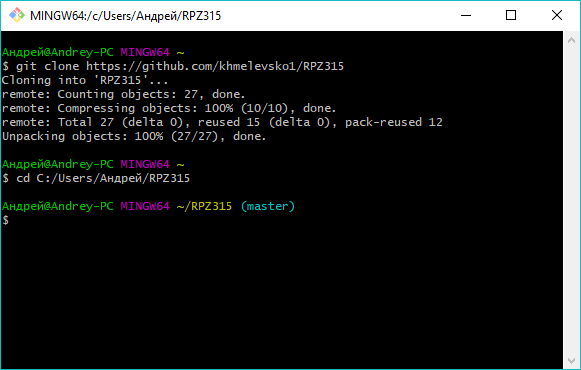 MINGW64:/c/Users/Андрей/RPZ315
Андрей@Andrey-PC MINGW64 ~
$ git clone https://github.com/khmelevsko1/RPZ315
Cloning into 'RPZ315'...
remote: Counting objects: 27, done.
remote: Compressing objects: 100% (10/10), done.
remote: Total 27 (delta 0), reused 15 (delta 0), pack-reused 12
Unpacking objects: 100% (27/27), done.
Андрей@Andrey-PC MINGW64 ~
$ cd C:/Users/Андрей/RPZ315
Андрей@Andrey-PC MINGW64 ~/RPZ315 (master)
$